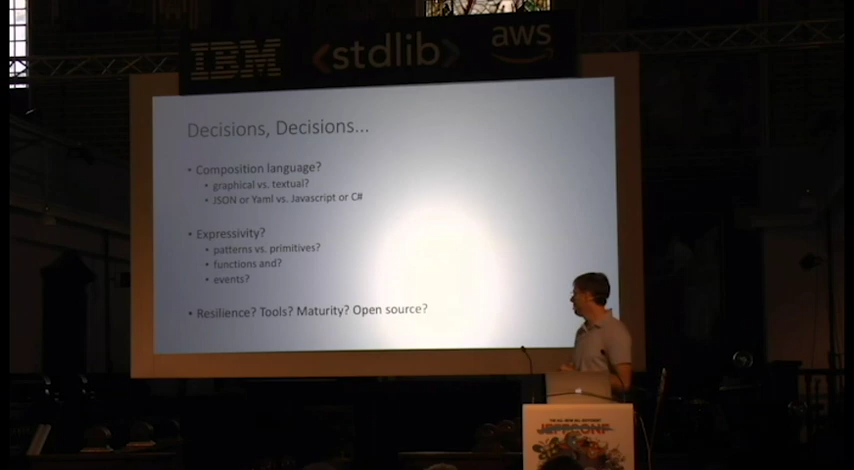 IBM <stdlib> aws
Decisions, Decisions...
• Composition language?
• graphical vs. textual?
• JSON or Yaml vs. Javascript or C#
• Expressivity?
• patterns vs. primitives?
• functions and?
• events?
• Resilience? Tools? Maturity? Open source?
JEFFCONF